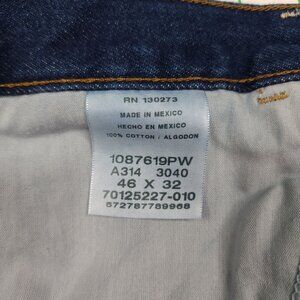 RN 130273
MADE IN MEXICO
HECHO EN MEXICO
100% COTTON / ALGODON
1087619PW
A314 3040
46 X 32
70125227-010
672787789968